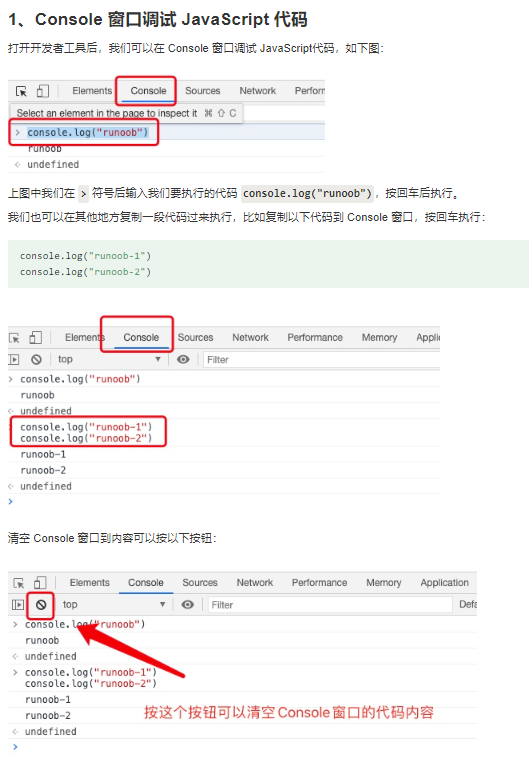 1、Console 窗口调试 JavaScript 代码
打开开发者工具后，我们可以在 Console 窗口调试 JavaScript代码，如下图：
Elements Console Sources Network Perforn
Select an element in the page to inspect it ⌘ ⇧ C
> console.log("runoob")
runoob
undefined
上图中我们在 > 符号后输入我们要执行的代码 console.log("runoob")，按回车后执行。
我们也可以在其他地方复制一段代码过来执行，比如复制以下代码到 Console 窗口，按回车执行：
console.log("runoob-1")
console.log("runoob-2")
Elements Console Sources Network Performance Memory Appli
top ▼ Filter
> console.log("runoob")
runoob
undefined
console.log("runoob-1")
console.log("runoob-2")
runoob-1
runoob-2
undefined
>
清空 Console 窗口到内容可以按以下按钮：
Elements Console Sources Network Performance Memory Application
top ▼ Filter Defa
> console.log("runoob")
runoob
undefined
> console.log("runoob-1")
console.log("runoob-2")
runoob-1
runoob-2
按这个按钮可以清空Console窗口的代码内容
undefined
>